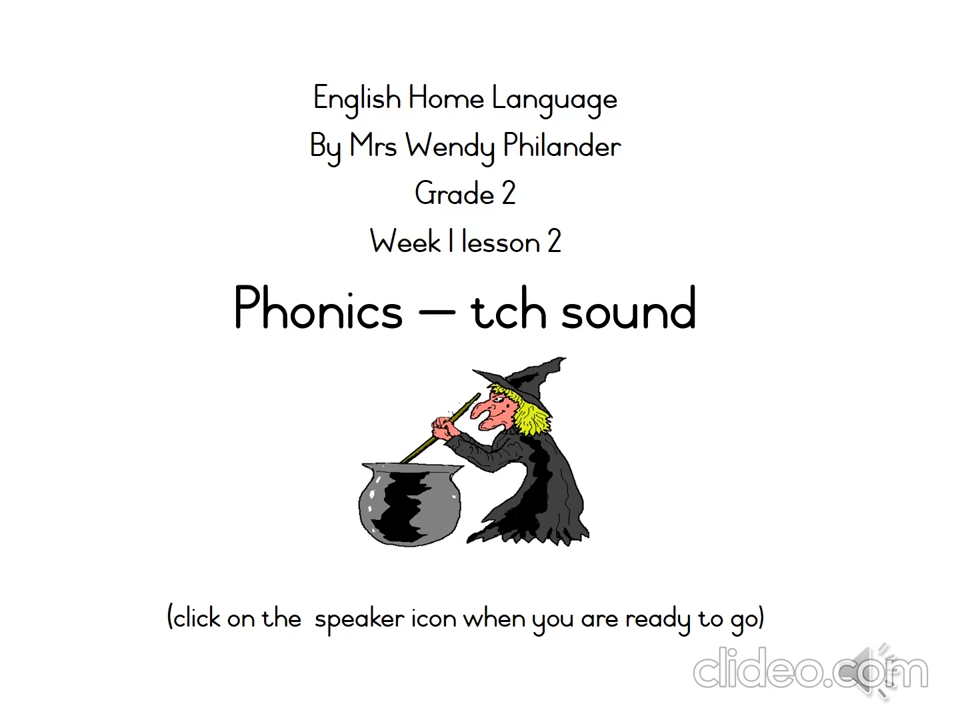 English Home Language
By Mrs Wendy Philander
Grade 2
Week 1 lesson 2
Phonics – tch sound
(click on the  speaker icon when you are ready to go)
clideo.com